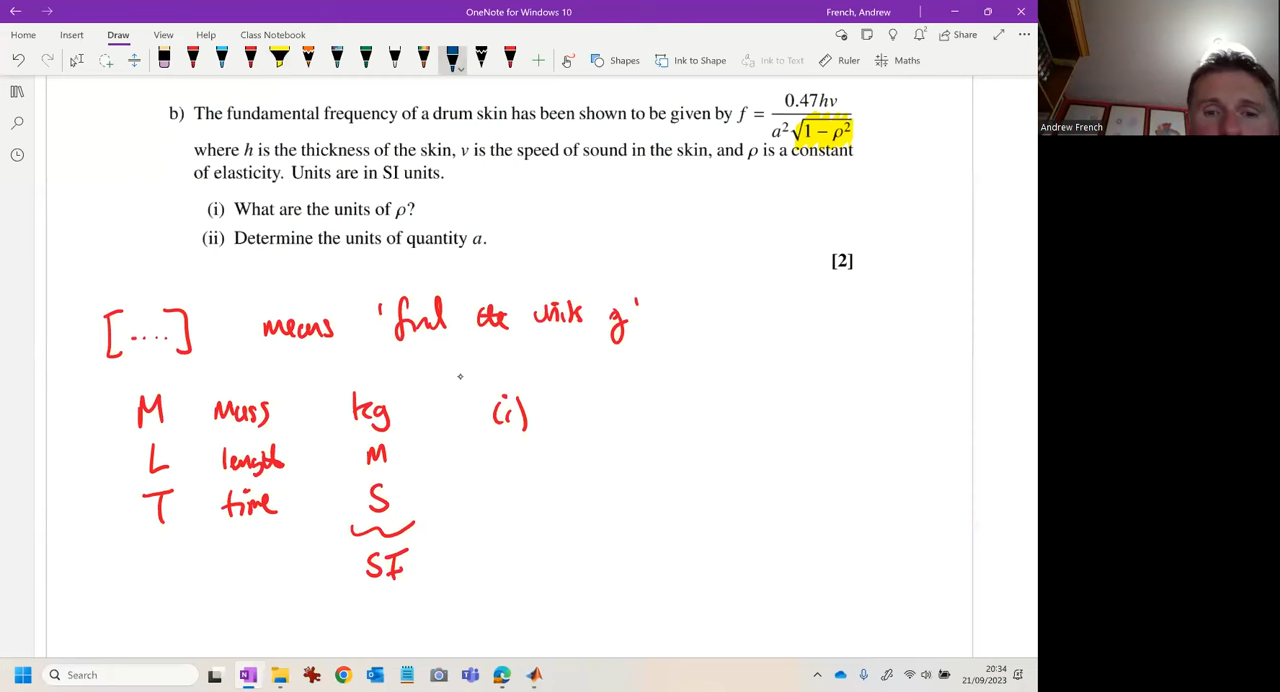 OneNote for Windows 10
French, Andrew
Home Insert Draw View Help Class Notebook
Share
Shapes Ink to Shape Ink to Text Ruler Maths
b) The fundamental frequency of a drum skin has been shown to be given by f = 0.47hv / a²√(1 − ρ²)
where h is the thickness of the skin, v is the speed of sound in the skin, and ρ is a constant
of elasticity. Units are in SI units.
(i) What are the units of ρ?
(ii) Determine the units of quantity a.
[2]
[....] means 'find the units of'
M Mass kg (i)
L length M
T time S
SI
Andrew French
Search
20:34
21/09/2023